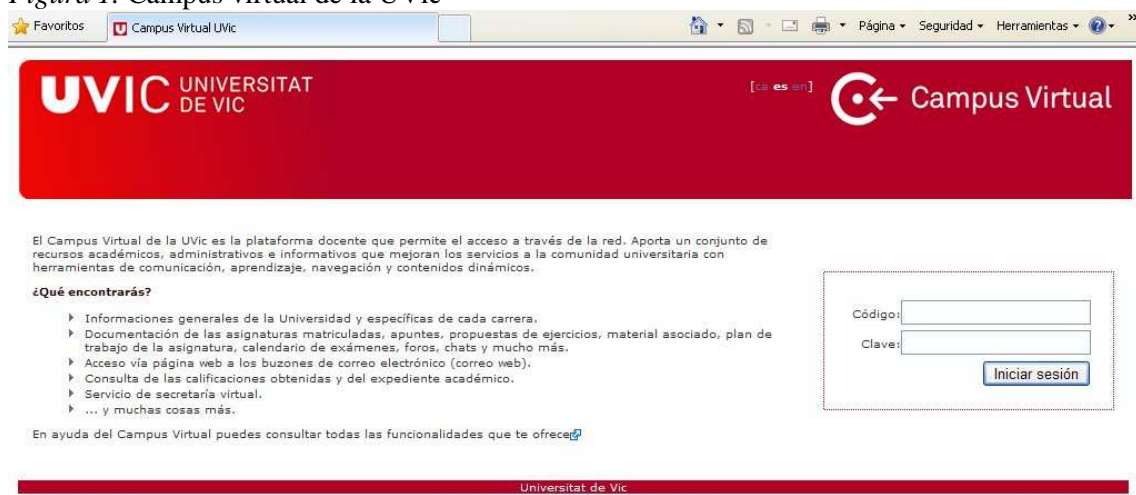 Figura 1. Campus virtual de la UVic
Favoritos Campus Virtual UVic Página Seguridad Herramientas »
UVIC UNIVERSITAT DE VIC
[ca es en]
Campus Virtual
El Campus Virtual de la UVic es la plataforma docente que permite el acceso a través de la red. Aporta un conjunto de
recursos académicos, administrativos e informativos que mejoran los servicios a la comunidad universitaria con
herramientas de comunicación, aprendizaje, navegación y contenidos dinámicos.
¿Qué encontrarás?
Informaciones generales de la Universidad y específicas de cada carrera.
Documentación de las asignaturas matriculadas, apuntes, propuestas de ejercicios, material asociado, plan de
trabajo de la asignatura, calendario de exámenes, foros, chats y mucho más.
Acceso vía página web a los buzones de correo electrónico (correo web).
Consulta de las calificaciones obtenidas y del expediente académico.
Servicio de secretaría virtual.
... y muchas cosas más.
En ayuda del Campus Virtual puedes consultar todas las funcionalidades que te ofrece
Código:
Clave:
Iniciar sesión
Universitat de Vic